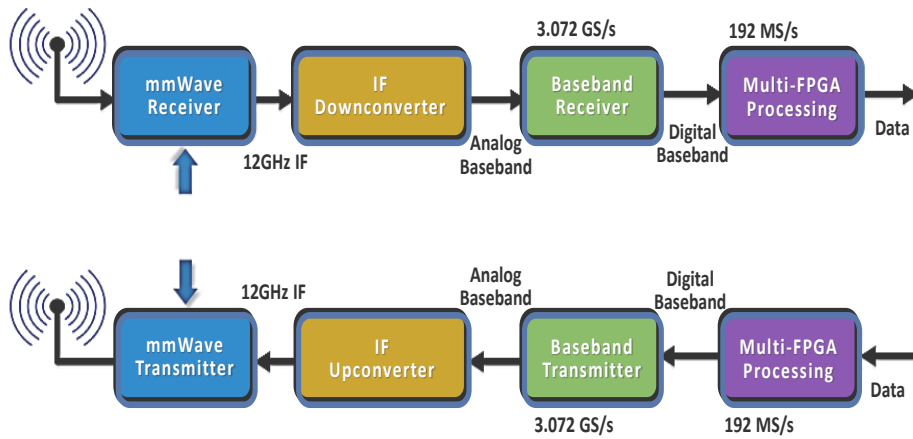 3.072 GS/s
192 MS/s
mmWave
Receiver
IF
Downconverter
Baseband
Receiver
Multi-FPGA
Processing
12GHz IF
Analog
Baseband
Digital
Baseband
Data
12GHz IF
Analog
Baseband
Digital
Baseband
mmWave
Transmitter
IF
Upconverter
Baseband
Transmitter
Multi-FPGA
Processing
Data
3.072 GS/s
192 MS/s